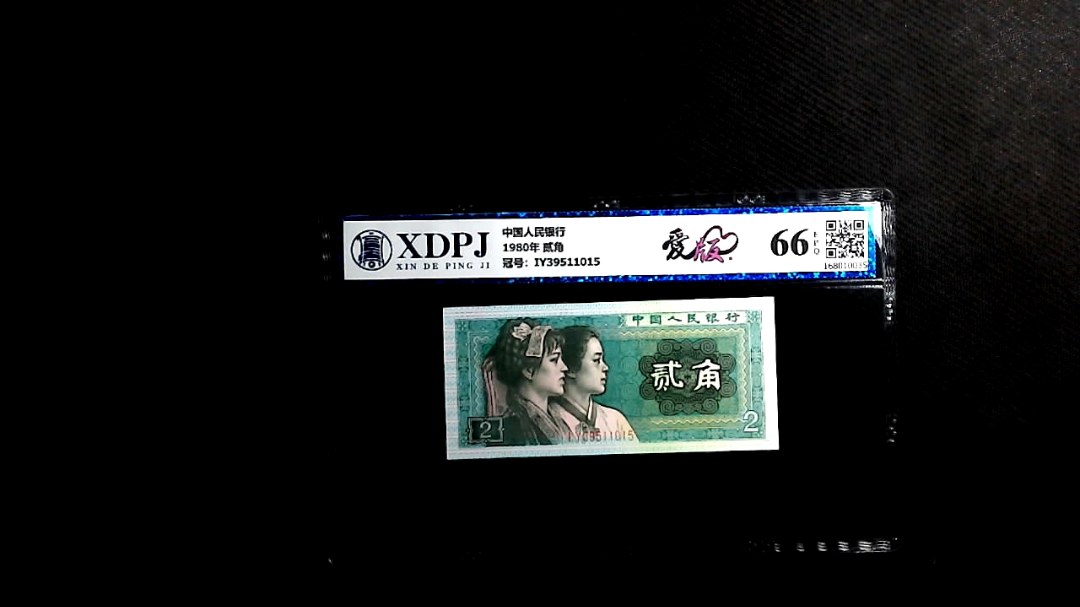 XDPJ
XIN DE PING JI
中国人民银行
1980年 贰角
冠号: IY39511015
爱版
66
EPQ
中国人民银行
贰角
2
2